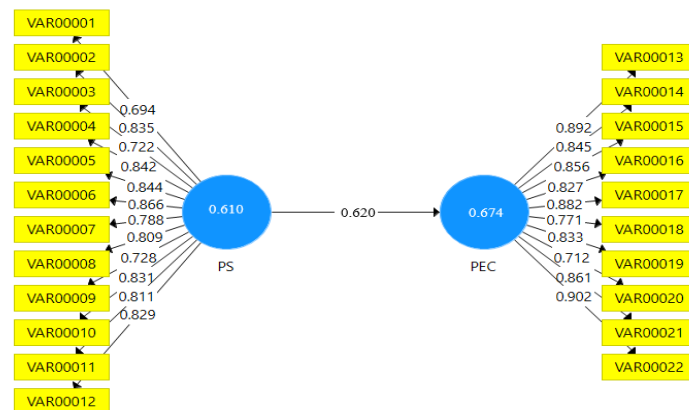 VAR00001
VAR00002
VAR00003
VAR00004
VAR00005
VAR00006
VAR00007
VAR00008
VAR00009
VAR00010
VAR00011
VAR00012
0.694
0.835
0.722
0.842
0.844
0.866
0.788
0.809
0.728
0.831
0.811
0.829
0.610
PS
0.620
0.674
PEC
0.892
0.845
0.856
0.827
0.882
0.771
0.833
0.712
0.861
0.902
VAR00013
VAR00014
VAR00015
VAR00016
VAR00017
VAR00018
VAR00019
VAR00020
VAR00021
VAR00022